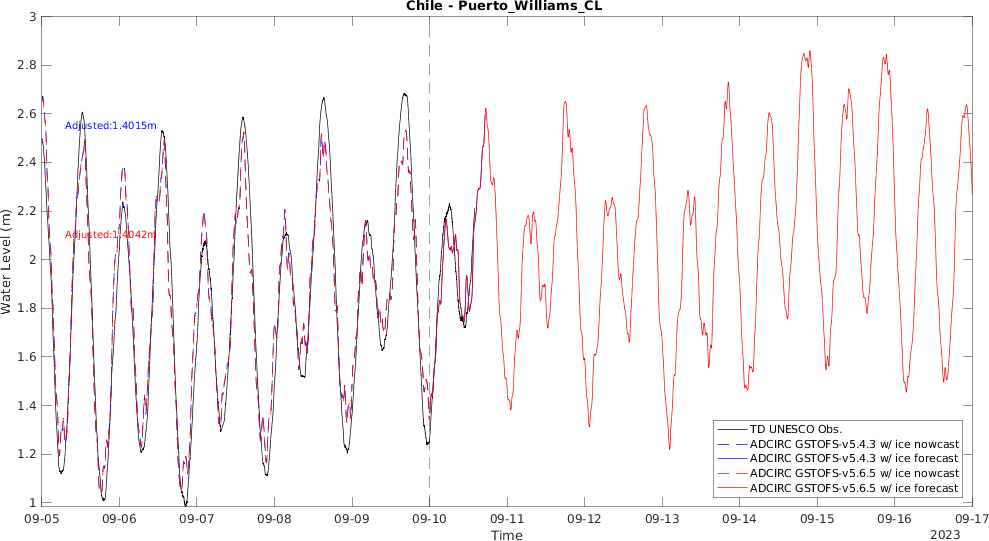 Chile - Puerto_Williams_CL
3
2.8
2.6
2.4
2.2
2
1.8
1.6
1.4
1.2
1
Water Level (m)
Adjusted:1.4015m
Adjusted:1.4042m
TD UNESCO Obs.
ADCIRC GSTOFS-v5.4.3 w/ ice nowcast
ADCIRC GSTOFS-v5.4.3 w/ ice forecast
ADCIRC GSTOFS-v5.6.5 w/ ice nowcast
ADCIRC GSTOFS-v5.6.5 w/ ice forecast
09-05 09-06 09-07 09-08 09-09 09-10 09-11 09-12 09-13 09-14 09-15 09-16 09-17
Time
2023